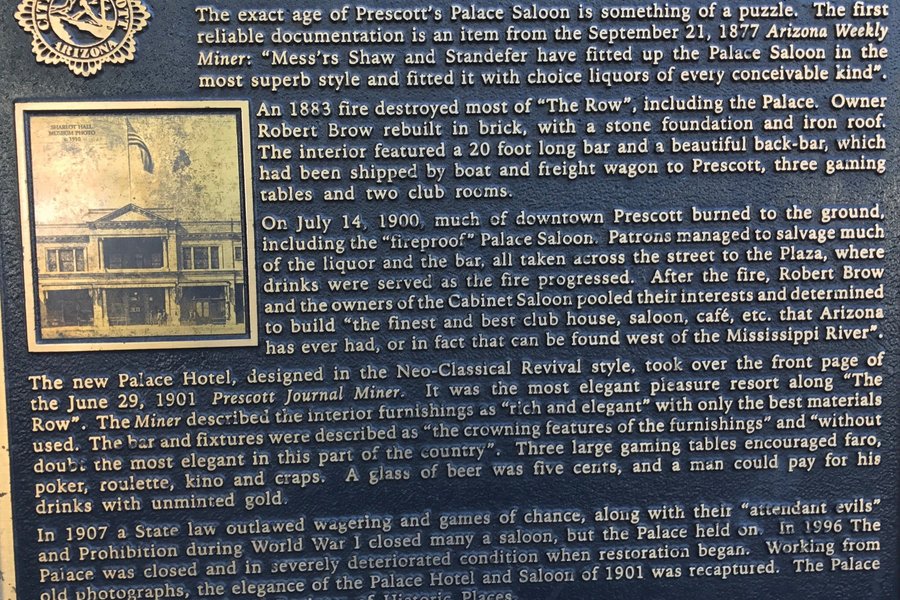 CITY
ARIZONA
The exact age of Prescott's Palace Saloon is something of a puzzle. The first
reliable documentation is an item from the September 21, 1877 Arizona Weekly
Miner: "Mess'rs Shaw and Standefer have fitted up the Palace Saloon in the
most superb style and fitted it with choice liquors of every conceivable kind".
SHARLOT HALL
MUSEUM PHOTO
An 1883 fire destroyed most of "The Row", including the Palace. Owner
Robert Brow rebuilt in brick, with a stone foundation and iron roof.
The interior featured a 20 foot long bar and a beautiful back-bar, which
had been shipped by boat and freight wagon to Prescott, three gaming
tables and two club rooms.
On July 14, 1900, much of downtown Prescott burned to the ground,
including the "fireproof" Palace Saloon. Patrons managed to salvage much
of the liquor and the bar, all taken across the street to the Plaza, where
drinks were served as the fire progressed. After the fire, Robert Brow
and the owners of the Cabinet Saloon pooled their interests and determined
to build "the finest and best club house, saloon, café, etc. that Arizona
has ever had, or in fact that can be found west of the Mississippi River".
The new Palace Hotel, designed in the Neo-Classical Revival style, took over the front page of
the June 29, 1901 Prescott Journal Miner. It was the most elegant pleasure resort along "The
Row". The Miner described the interior furnishings as "rich and elegant" with only the best materials
used. The bar and fixtures were described as "the crowning features of the furnishings" and "without
doubt the most elegant in this part of the country". Three large gaming tables encouraged faro,
poker, roulette, kino and craps. A glass of beer was five cents, and a man could pay for his
drinks with unminted gold.
In 1907 a State law outlawed wagering and games of chance, along with their "attendant evils"
and Prohibition during World War I closed many a saloon, but the Palace held on. In 1996 The
Palace was closed and in severely deteriorated condition when restoration began. Working from
old photographs, the elegance of the Palace Hotel and Saloon of 1901 was recaptured. The Palace
of Historic Places.